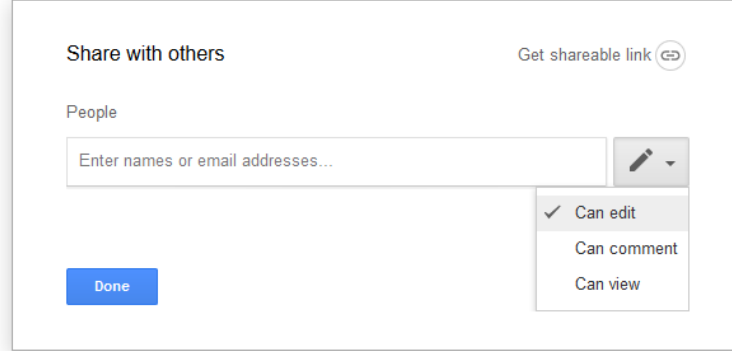 Share with others
Get shareable link
People
Enter names or email addresses...
Can edit
Can comment
Can view
Done